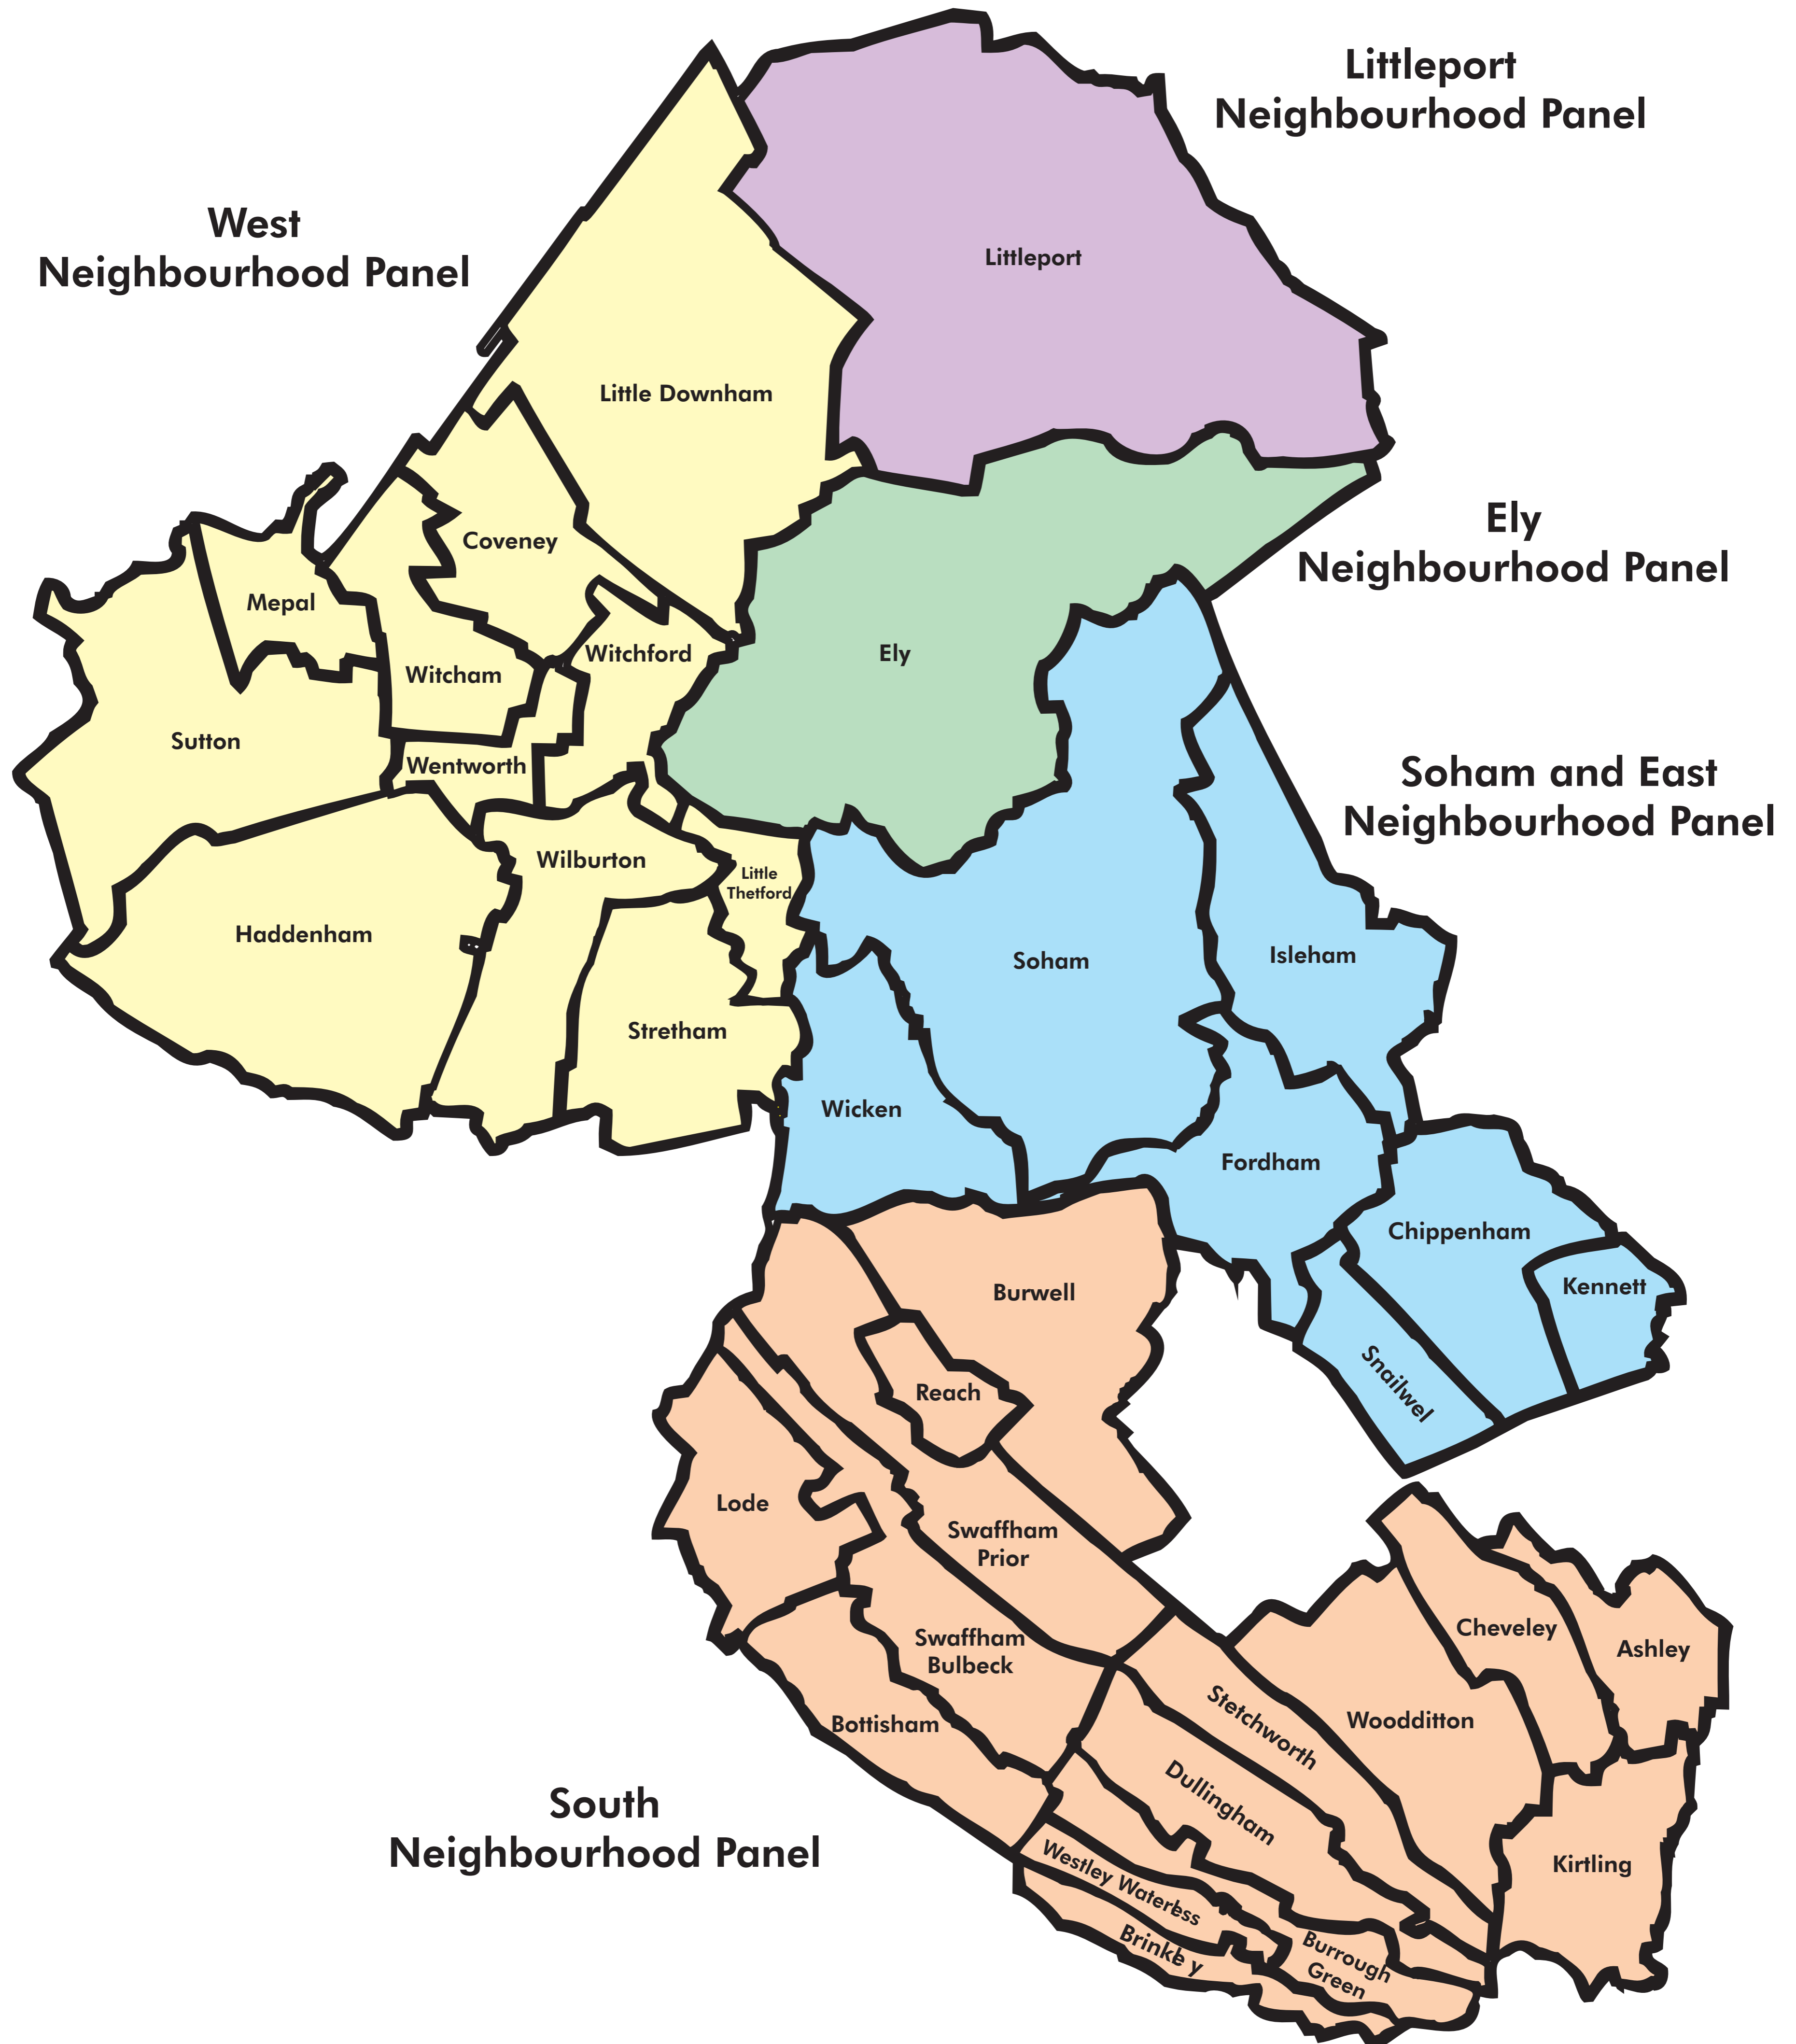 Littleport
Neighbourhood Panel
West
Neighbourhood Panel
Littleport
Little Downham
Ely
Neighbourhood Panel
Coveney
Mepal
Witchford
Ely
Witcham
Sutton
Wentworth
Soham and East
Neighbourhood Panel
Wilburton
Little
Thetford
Haddenham
Soham
Isleham
Stretham
Wicken
Fordham
Chippenham
Kennett
Burwell
Snailwel
Reach
Lode
Swaffham
Prior
Cheveley
Ashley
Swaffham
Bulbeck
Stetchworth
Woodditton
Bottisham
Dullingham
South
Neighbourhood Panel
Kirtling
Westley Waterless
Brinkley
Burrough
Green